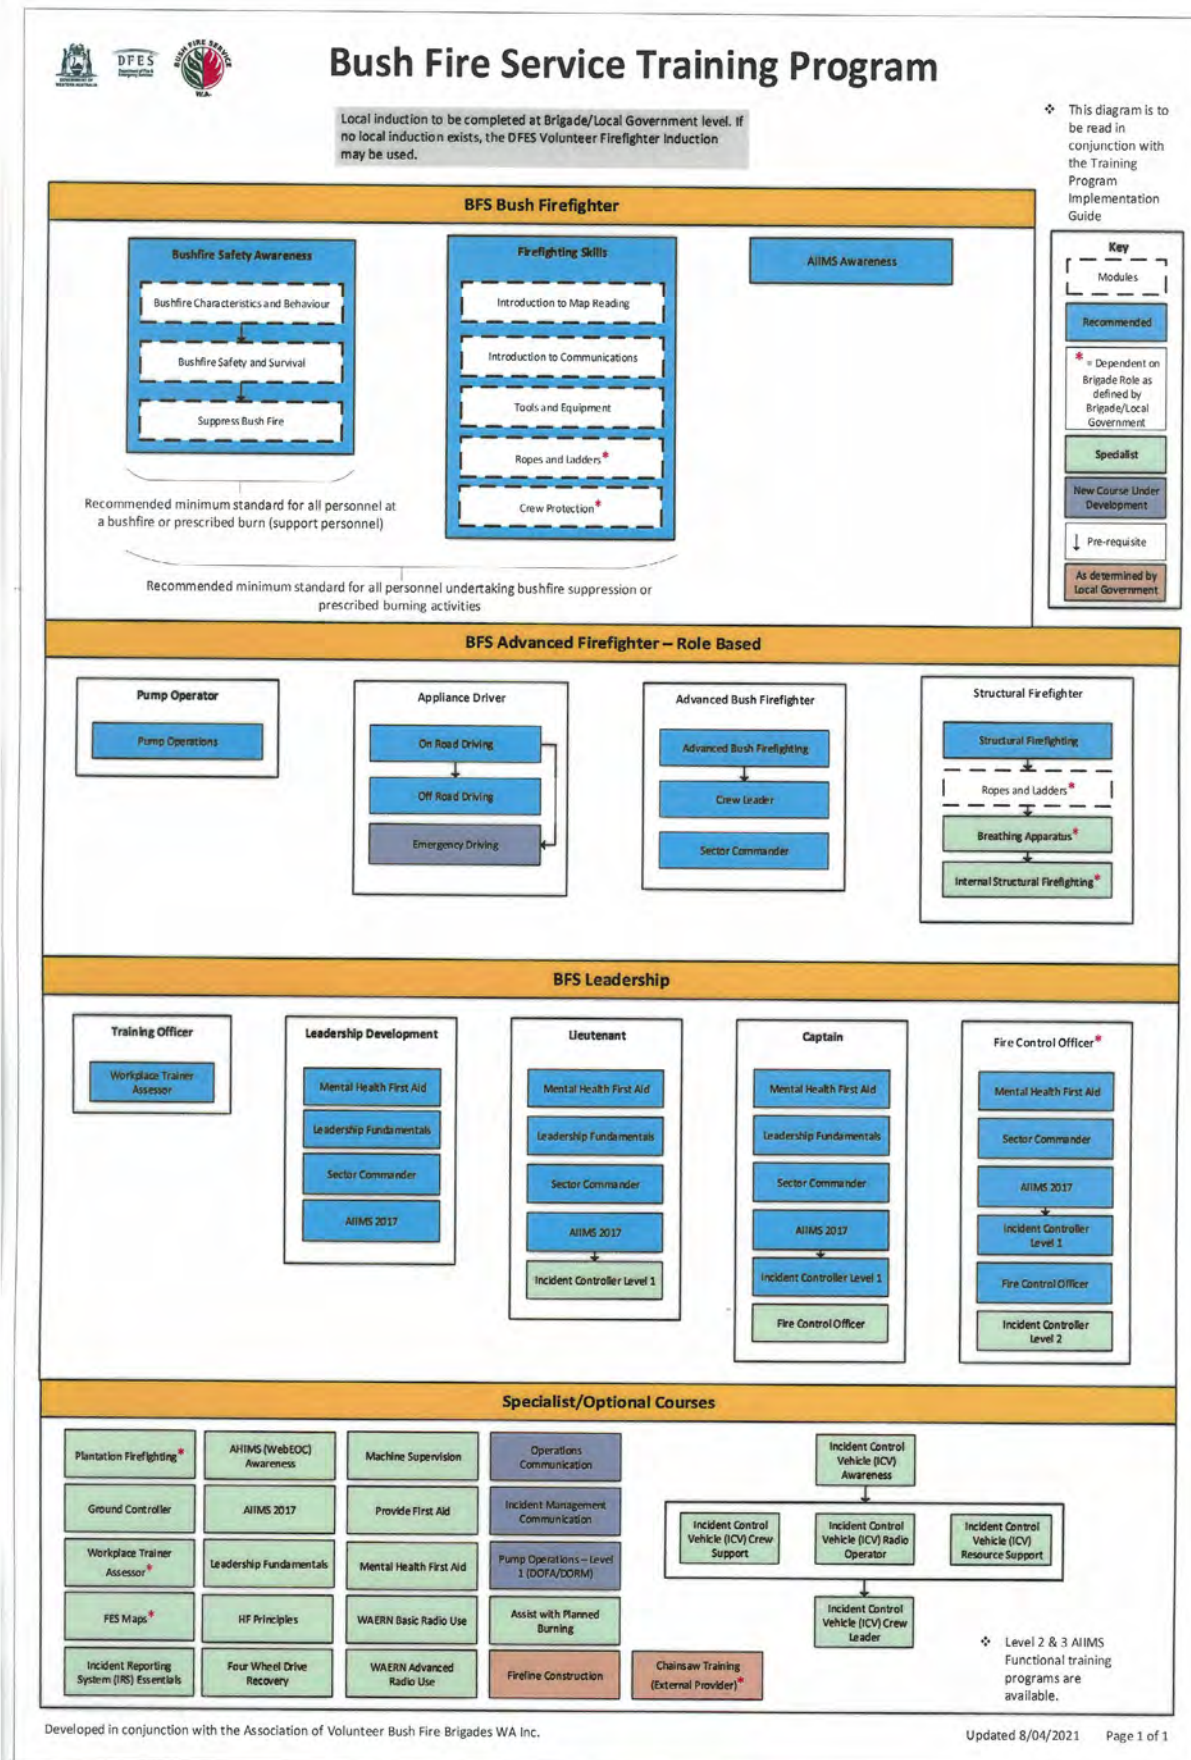 DFES
Department of Fire &
Emergency Services
GOVERNMENT OF
WESTERN AUSTRALIA
BUSH FIRE SERVICE
W.A.
Bush Fire Service Training Program
Local induction to be completed at Brigade/Local Government level. If
no local induction exists, the DFES Volunteer Firefighter Induction
may be used.
❖ This diagram is to
be read in
conjunction with
the Training
Program
Implementation
Guide
BFS Bush Firefighter
Bushfire Safety Awareness
Bushfire Characteristics and Behaviour
Bushfire Safety and Survival
Suppress Bush Fire
Recommended minimum standard for all personnel at
a bushfire or prescribed burn (support personnel)
Firefighting Skills
Introduction to Map Reading
Introduction to Communications
Tools and Equipment
Ropes and Ladders*
Crew Protection*
Recommended minimum standard for all personnel undertaking bushfire suppression or
prescribed burning activities
AIIMS Awareness
Key
Modules
Recommended
* = Dependent on
Brigade Role as
defined by
Brigade/Local
Government
Specialist
New Course Under
Development
↓ Pre-requisite
As determined by
Local Government
BFS Advanced Firefighter – Role Based
Pump Operator
Pump Operations
Appliance Driver
On Road Driving
Off Road Driving
Emergency Driving
Advanced Bush Firefighter
Advanced Bush Firefighting
Crew Leader
Sector Commander
Structural Firefighter
Structural Firefighting
Ropes and Ladders*
Breathing Apparatus*
Internal Structural Firefighting*
BFS Leadership
Training Officer
Workplace Trainer
Assessor
Leadership Development
Mental Health First Aid
Leadership Fundamentals
Sector Commander
AIIMS 2017
Lieutenant
Mental Health First Aid
Leadership Fundamentals
Sector Commander
AIIMS 2017
Incident Controller Level 1
Captain
Mental Health First Aid
Leadership Fundamentals
Sector Commander
AIIMS 2017
Incident Controller Level 1
Fire Control Officer
Fire Control Officer*
Mental Health First Aid
Sector Commander
AIIMS 2017
Incident Controller
Level 1
Fire Control Officer
Incident Controller
Level 2
Specialist/Optional Courses
Plantation Firefighting*
Ground Controller
Workplace Trainer
Assessor*
FES Maps*
Incident Reporting
System (IRS) Essentials
AHIMS (WebEOC)
Awareness
AIIMS 2017
Leadership Fundamentals
HF Principles
Four Wheel Drive
Recovery
Machine Supervision
Provide First Aid
Mental Health First Aid
WAERN Basic Radio Use
WAERN Advanced
Radio Use
Operations
Communication
Incident Management
Communication
Pump Operations – Level
1 (DOFA/DORM)
Assist with Planned
Burning
Fireline Construction
Chainsaw Training
(External Provider)*
Incident Control
Vehicle (ICV)
Awareness
Incident Control
Vehicle (ICV) Crew
Support
Incident Control
Vehicle (ICV) Radio
Operator
Incident Control
Vehicle (ICV)
Resource Support
Incident Control
Vehicle (ICV) Crew
Leader
❖ Level 2 & 3 AIIMS
Functional training
programs are
available.
Developed in conjunction with the Association of Volunteer Bush Fire Brigades WA Inc.
Updated 8/04/2021 Page 1 of 1